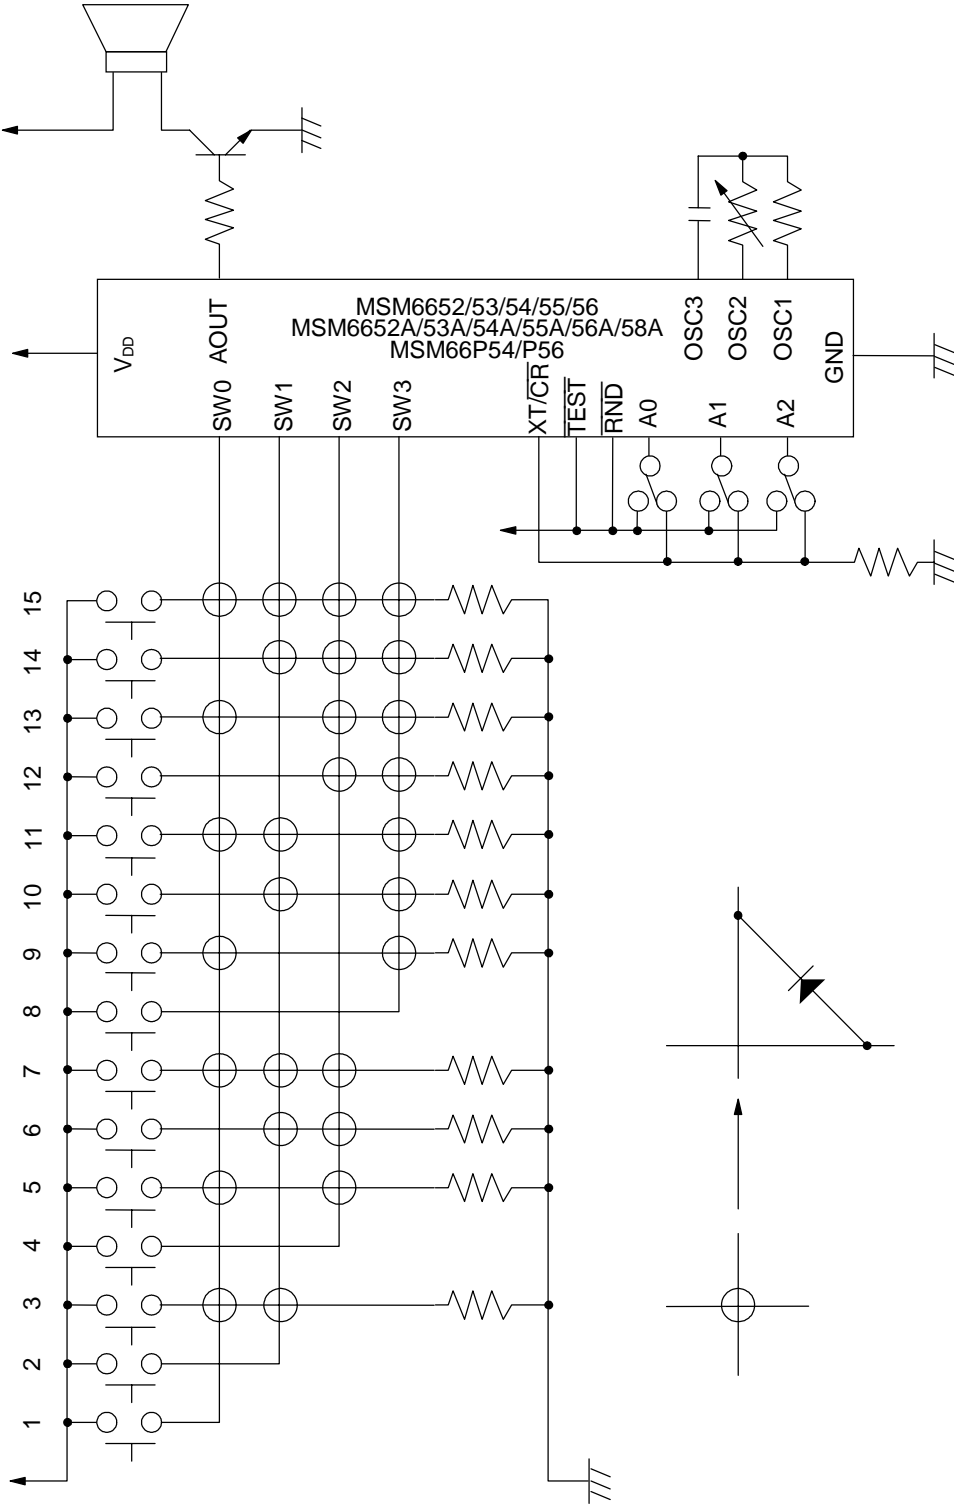 MSM6652/53/54/55/56
MSM6652A/53A/54A/55A/56A/58A
MSM66P54/P56
VDD
AOUT
OSC3
OSC2
OSC1
GND
SW0
SW1
SW2
SW3
XT/CR
TEST
RND
A0
A1
A2
15
14
13
12
11
10
9
8
7
6
5
4
3
2
1